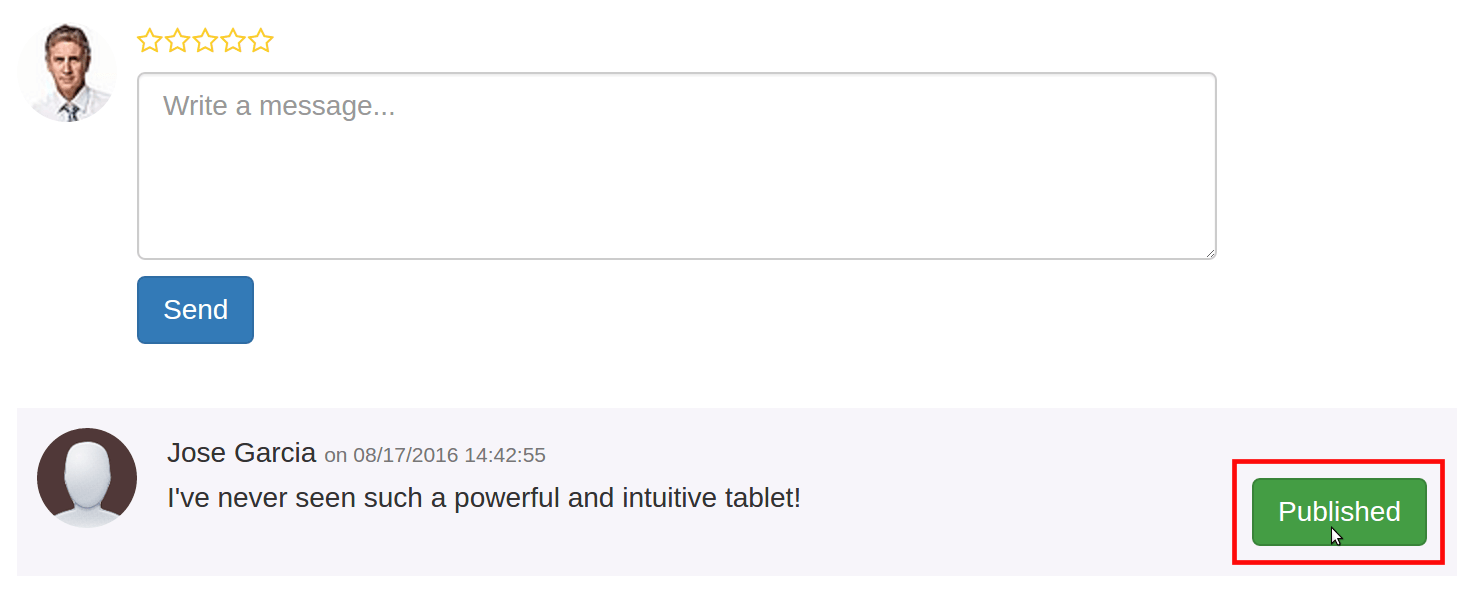 Write a message...
Send
Jose Garcia on 08/17/2016 14:42:55
I've never seen such a powerful and intuitive tablet!
Published